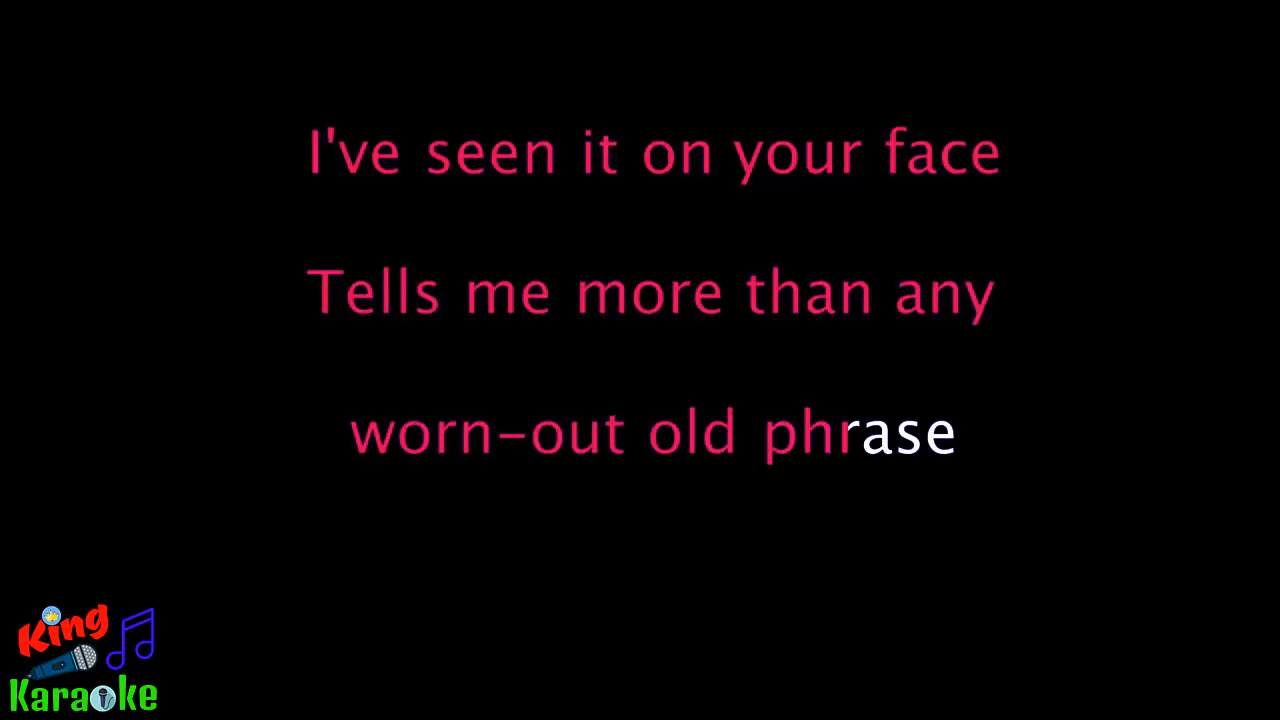 I've seen it on your face
Tells me more than any
worn-out old phrase
King
Karaoke